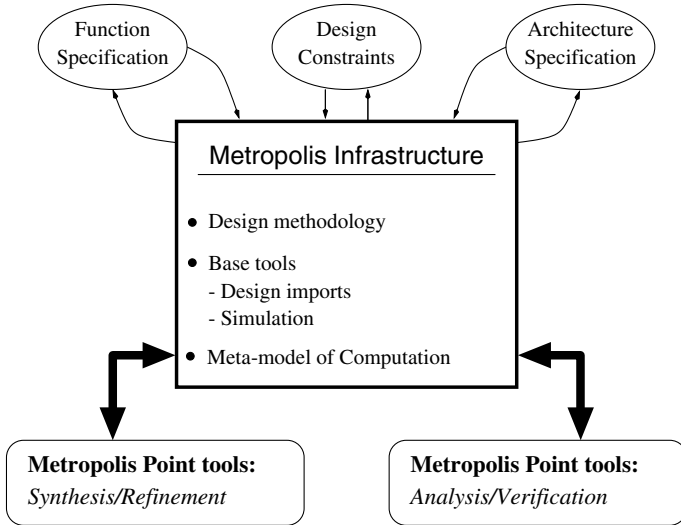 Function
Specification
Design
Constraints
Architecture
Specification
Metropolis Infrastructure
• Design methodology
• Base tools
- Design imports
- Simulation
• Meta-model of Computation
Metropolis Point tools:
Synthesis/Refinement
Metropolis Point tools:
Analysis/Verification